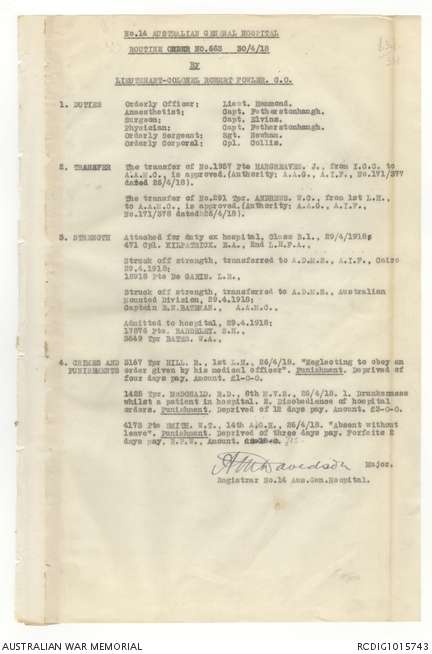 No.14 AUSTRALIAN GENERAL HOSPITAL
ROUTINE ORDER NO.663 30/4/18
By
LIEUTENANT-COLONEL ROBERT FOWLER, C.O.
1. DUTIES Orderly Officer; Lieut. Hammond.
Anaesthetist; Capt. Fetherstonhaugh.
Surgeon; Capt. Elvins.
Physician; Capt. Fetherstonhaugh.
Orderly Sergeant; Sgt. Newham.
Orderly Corporal; Cpl. Collis.
2. TRANSFER The transfer of No.1957 Pte HARGREAVES. J., from I.C.C. to
A.A.M.C., is approved.(Authority: A.A.G., A.I.F., No.171/377
dated 25/4/18).
The transfer of No.291 Tpr. ANDREWS. W.C., from 1st L.H.,
to A.A.M.C., is approved.(Authority: A.A.G., A.I.F.,
No.171/378 dated 25/4/18).
3. STRENGTH Attached for duty ex hospital, Class B.1., 29/4/1918;
471 Cpl. KILPATRICK. E.A., 2nd L.H.F.A.,
Struck off strength, transferred to A.D.M.S., A.I.F., Cairo
29.4.1918;
18918 Pte De GARIS. L.H.,
Struck off strength, transferred to A.D.M.S., Australian
Mounted Division, 29.4.1918;
Captain BATEMAN., A.A.M.C.,
Admitted to hospital, 29.4.1918;
17876 Pte. BARDSLEY. S.H.,
3649 Tpr BATES. W.A.,
4. CRIMES AND 3167 Tpr HILL. R., 1st L.H., 26/4/18. "Neglecting to obey an
PUNISHMENTS order given by his medical officer". Punishment. Deprived of
four days pay. Amount. £1-0-0.
1425 Tpr. McDONALD. R.D., 8th M.V.S., 26/4/18. 1. Drunkenness
whilst a patient in hospital. 2. Disobedience of hospital
orders. Punishment. Deprived of 12 days pay. Amount. £3-0-0.
4173 Pte SMITH. W.T., 14th A.G.H., 26/4/18. "Absent without
leave". Punishment. Deprived of three days pay. Forfeits 2
days pay, R.P.W., Amount.
Davidson Major.
Registrar No.14 Aus.Gen.Hospital.
AUSTRALIAN WAR MEMORIAL
RCDIG1015743